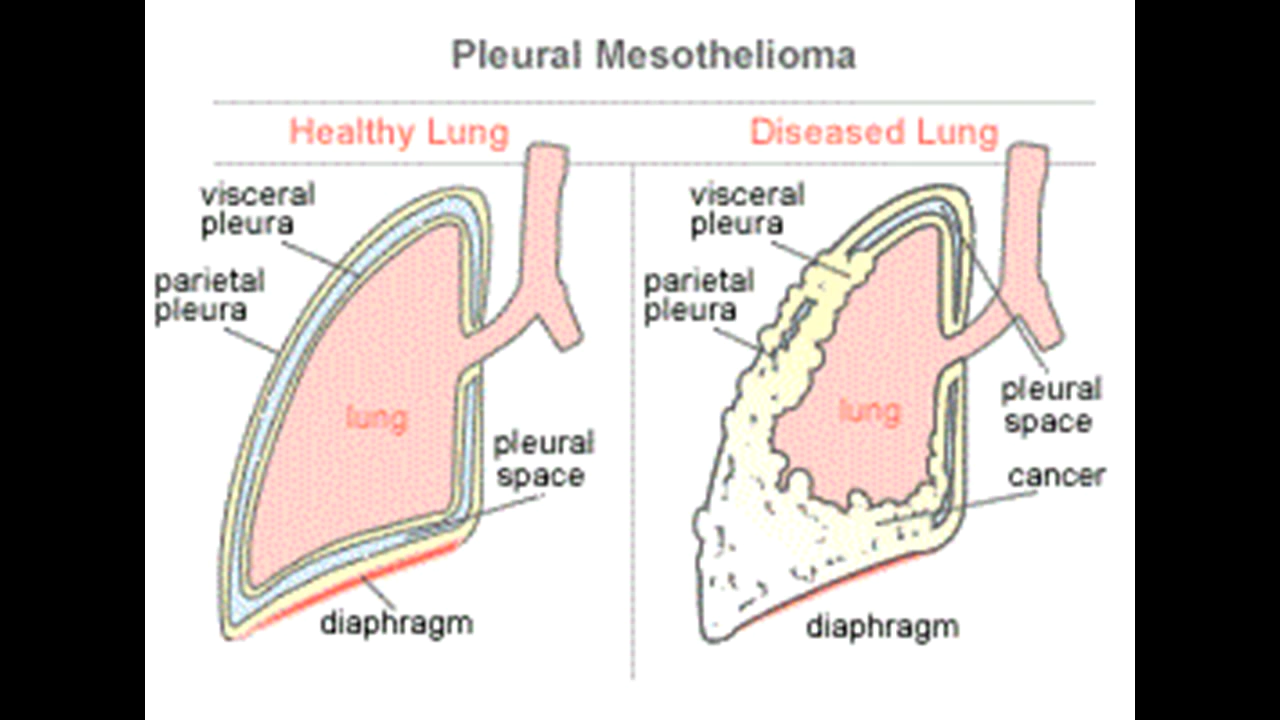 Pleural Mesothelioma
Healthy Lung
visceral
pleura
parietal
pleura
lung
pleural
space
diaphragm
Diseased Lung
visceral
pleura
parietal
pleura
lung
pleural
space
cancer
diaphragm